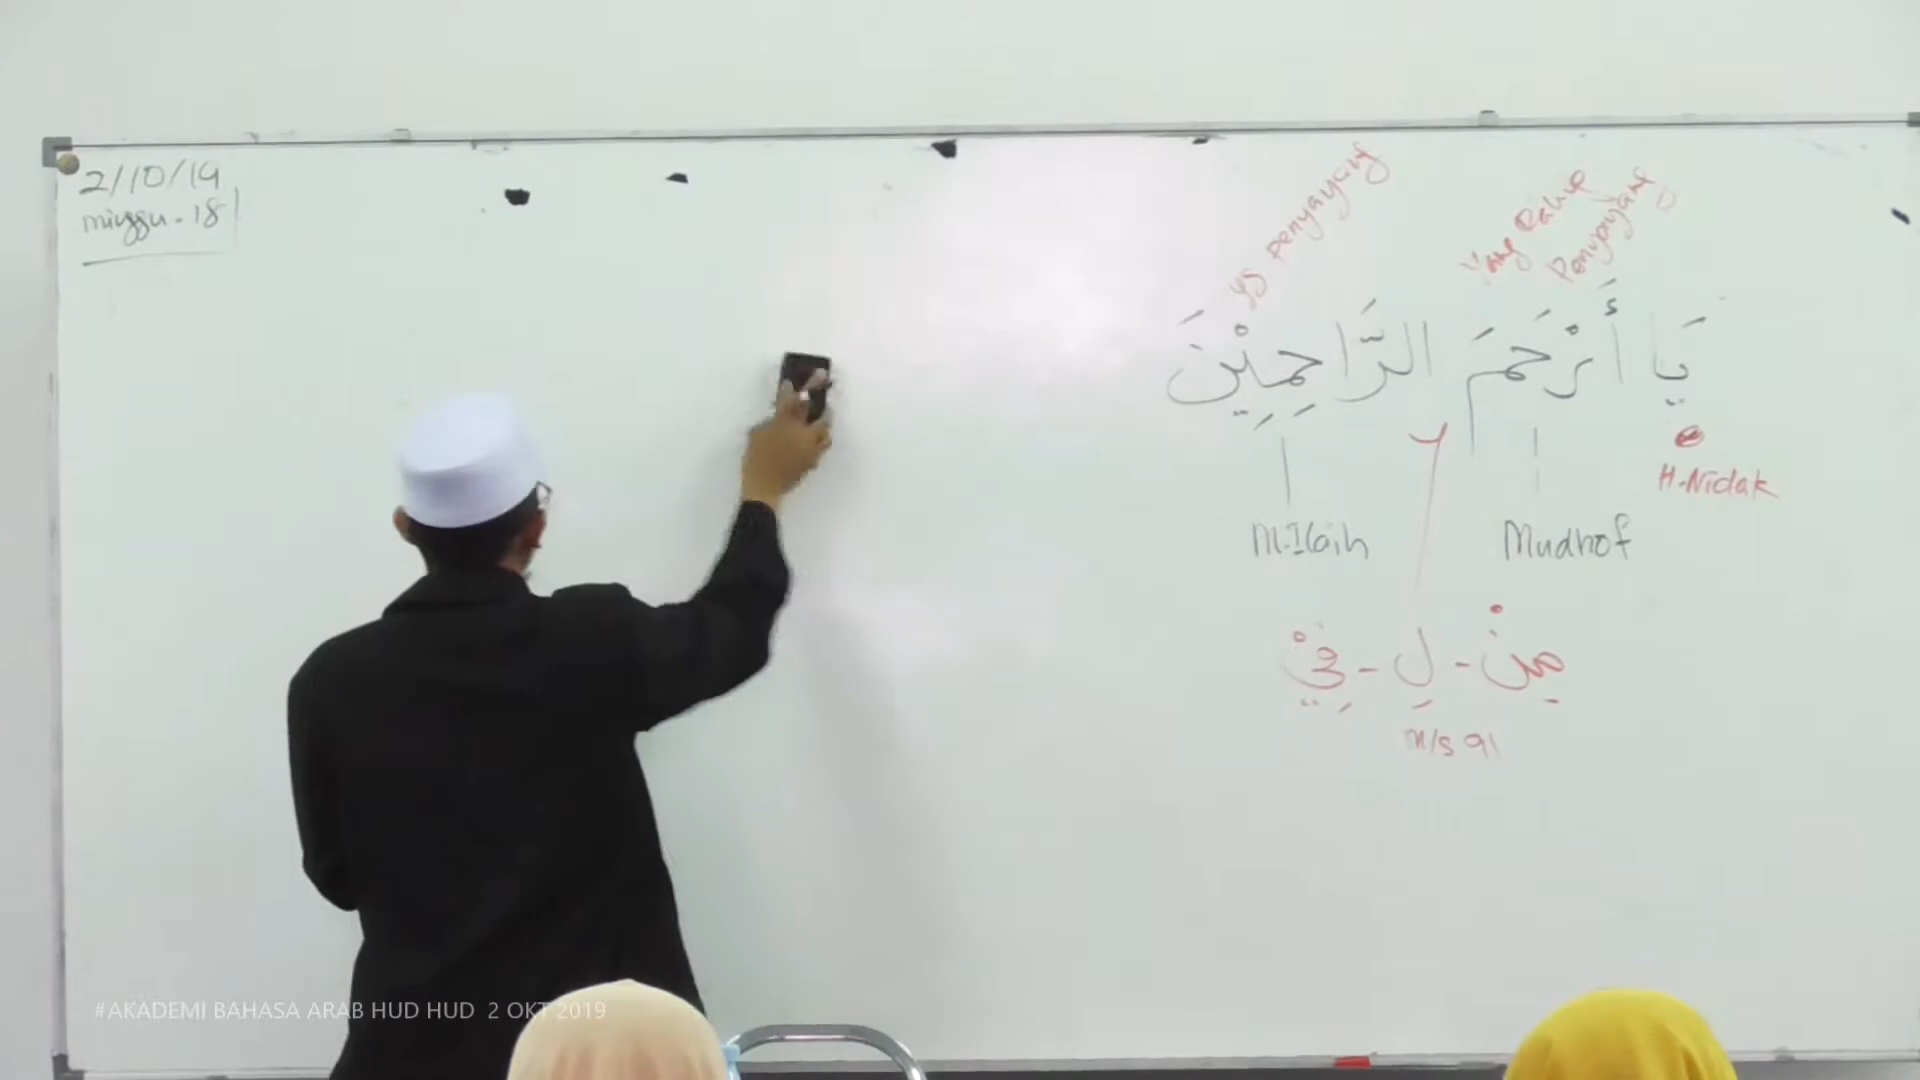 2/10/19
minggu - 18
yg penyayang
Yang Paling
Penyayang
يَا أَرْحَمَ الرَّاحِمِيْنَ
H. Nidak
Mudhof
M. Ilaih
مِنْ - لِ - فِيْ
m/s 91
#AKADEMI BAHASA ARAB HUD HUD 2 OKT 2019